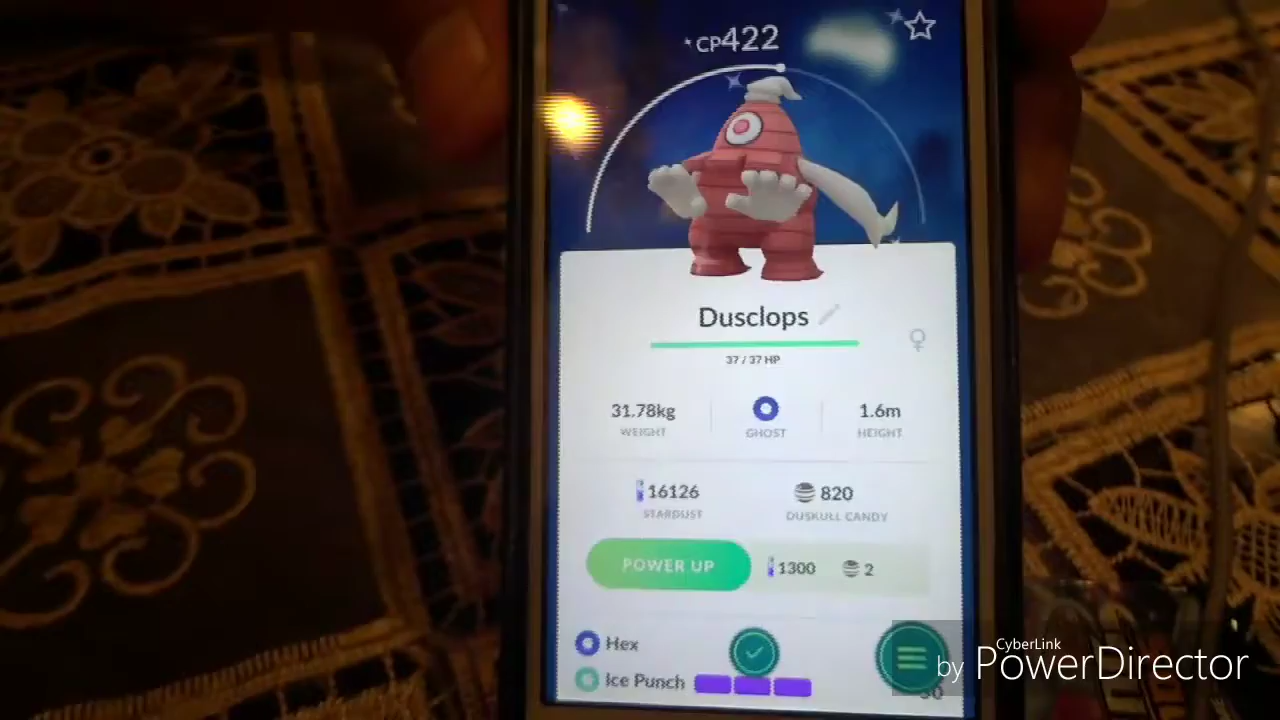 CP422
Dusclops
37 / 37 HP
31.78kg
WEIGHT
GHOST
1.6m
HEIGHT
16126
STARDUST
820
DUSKULL CANDY
POWER UP
1300
2
Hex
Ice Punch
50
CyberLink
by PowerDirector